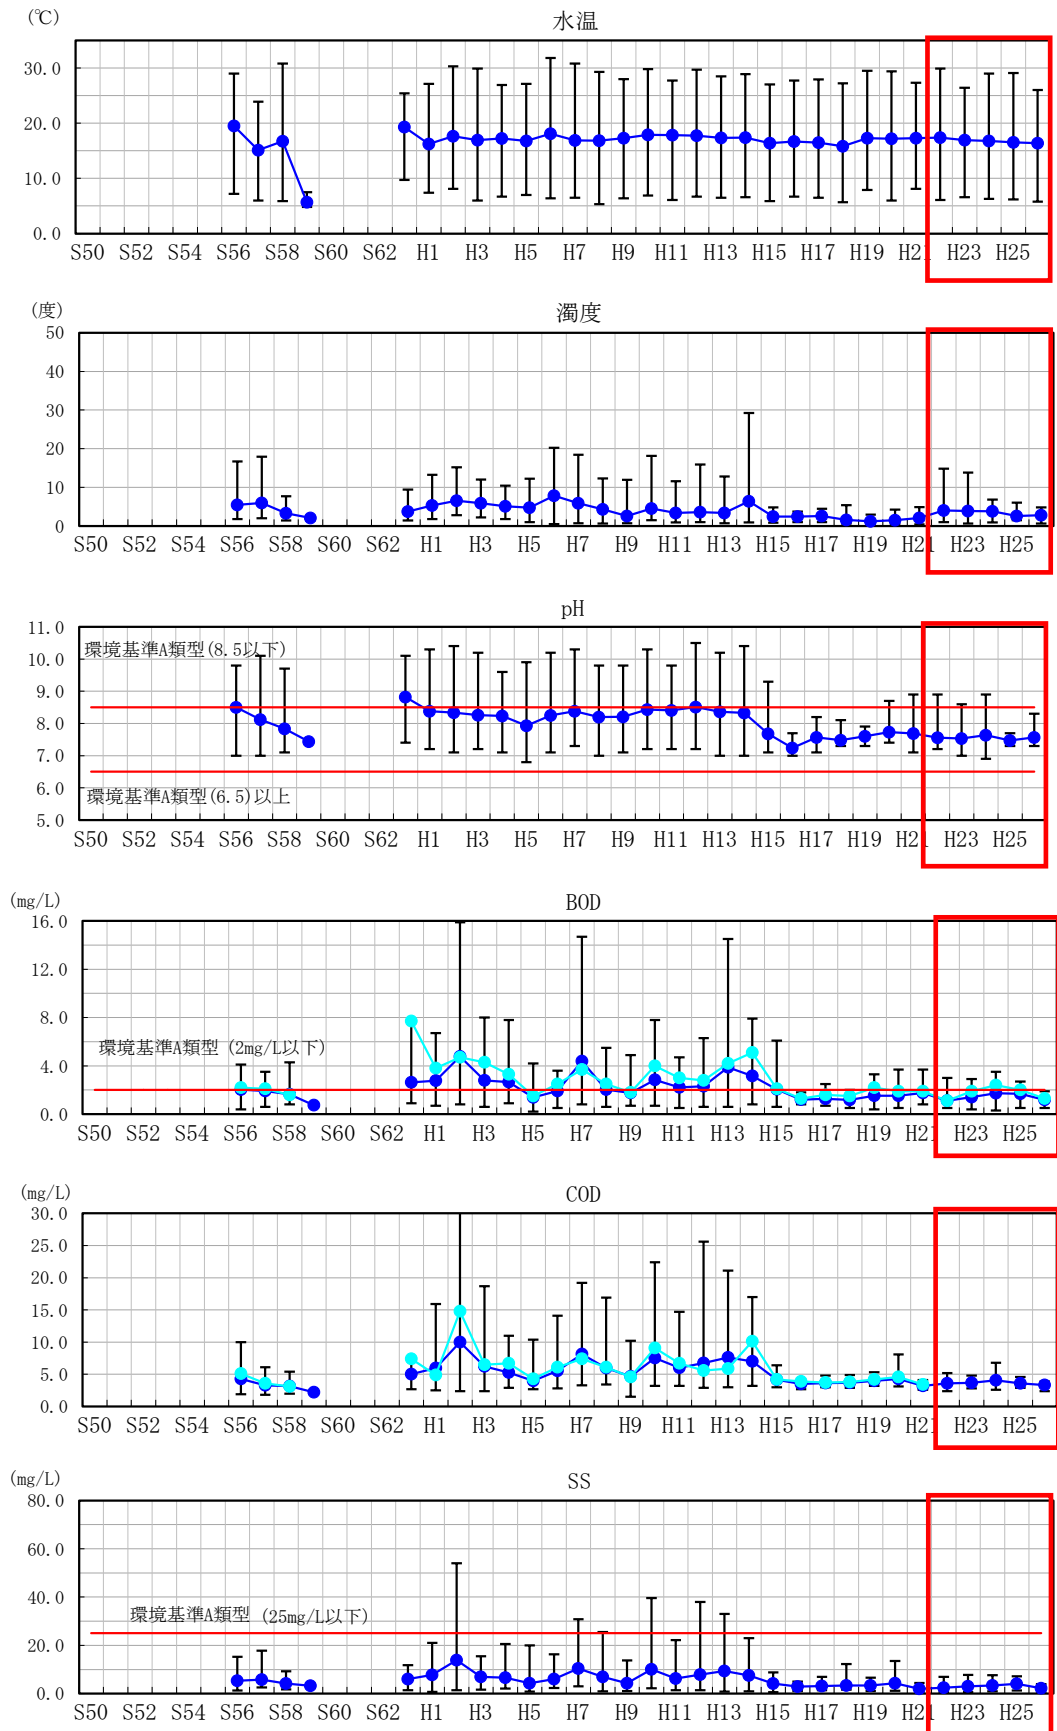 (℃)
水温
30.0
20.0
10.0
0.0
S50 S52 S54 S56 S58 S60 S62 H1 H3 H5 H7 H9 H11 H13 H15 H17 H19 H21 H23 H25
(度)
濁度
50
40
30
20
10
0
S50 S52 S54 S56 S58 S60 S62 H1 H3 H5 H7 H9 H11 H13 H15 H17 H19 H21 H23 H25
pH
11.0
環境基準A類型(8.5以下)
10.0
9.0
8.0
7.0
6.0
環境基準A類型(6.5)以上
5.0
S50 S52 S54 S56 S58 S60 S62 H1 H3 H5 H7 H9 H11 H13 H15 H17 H19 H21 H23 H25
(mg/L)
BOD
16.0
12.0
8.0
環境基準A類型 (2mg/L以下)
4.0
0.0
S50 S52 S54 S56 S58 S60 S62 H1 H3 H5 H7 H9 H11 H13 H15 H17 H19 H21 H23 H25
(mg/L)
COD
30.0
25.0
20.0
15.0
10.0
5.0
0.0
S50 S52 S54 S56 S58 S60 S62 H1 H3 H5 H7 H9 H11 H13 H15 H17 H19 H21 H23 H25
(mg/L)
SS
80.0
60.0
40.0
環境基準A類型 (25mg/L以下)
20.0
0.0
S50 S52 S54 S56 S58 S60 S62 H1 H3 H5 H7 H9 H11 H13 H15 H17 H19 H21 H23 H25